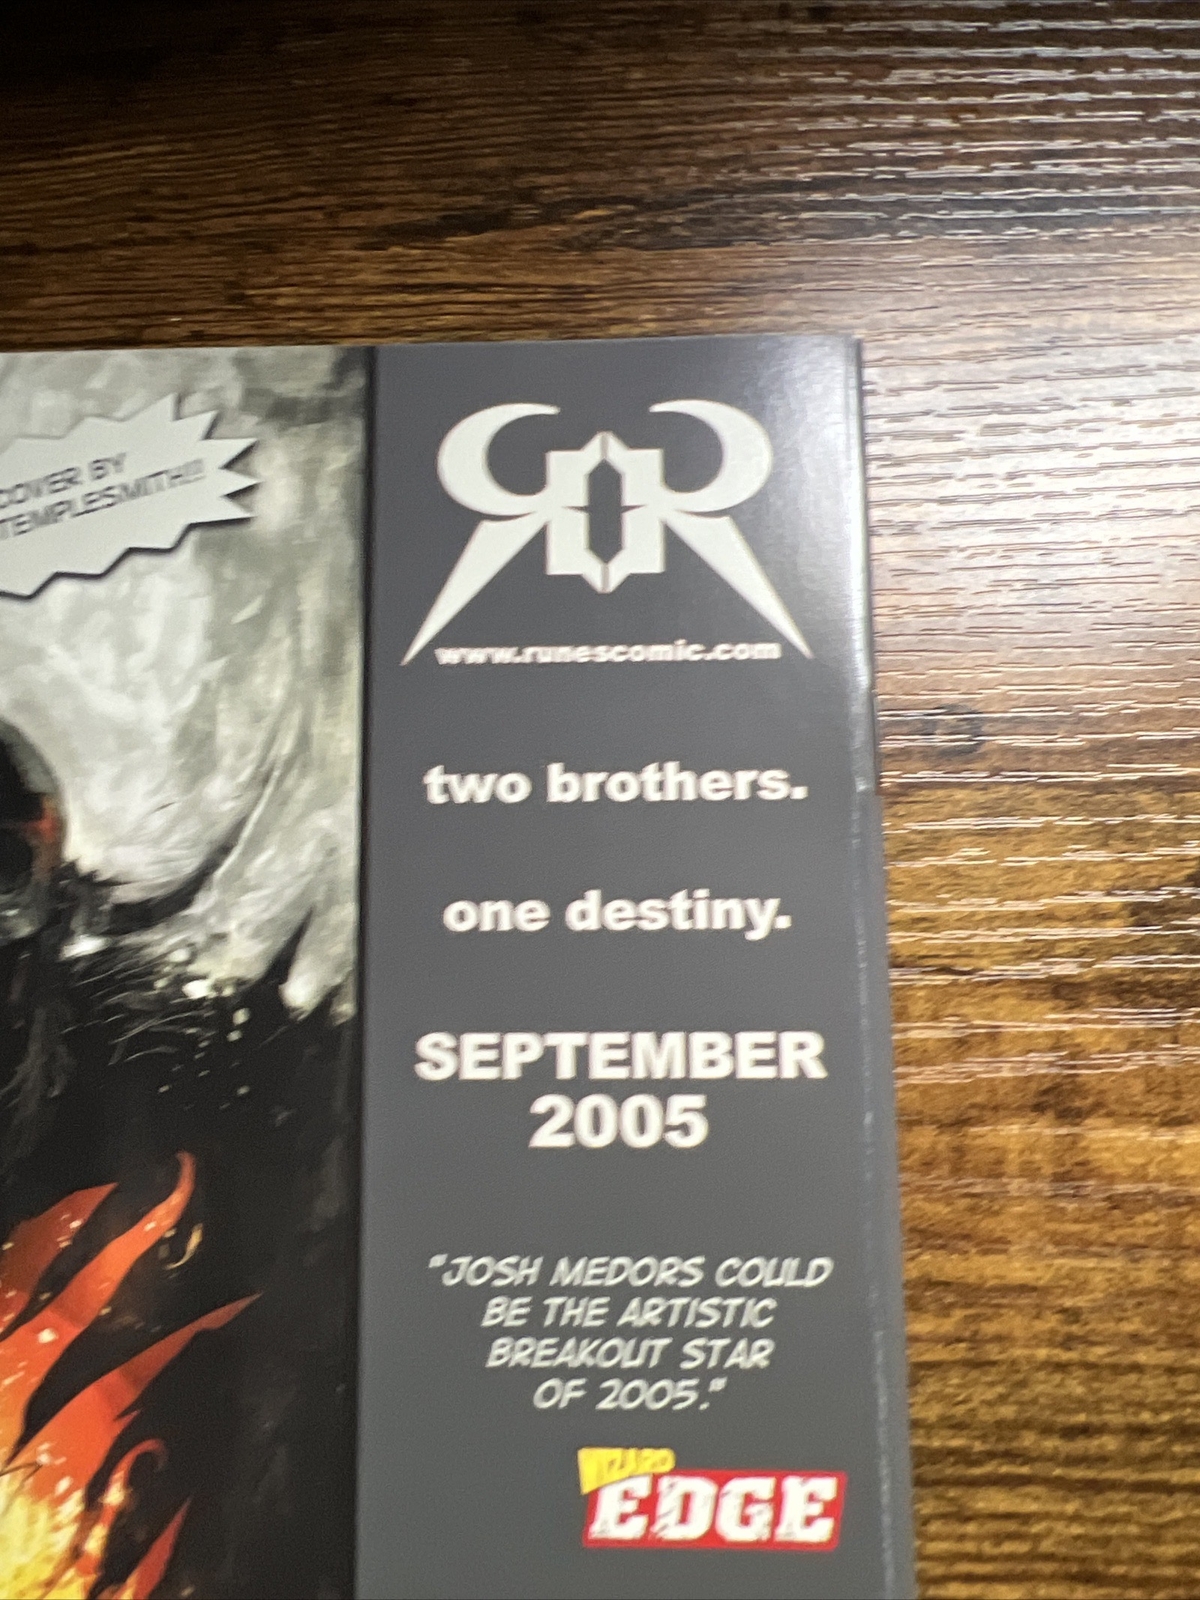 COVER BY
TEMPLESMITH!!!
www.runescomic.com
two brothers.
one destiny.
SEPTEMBER
2005
"JOSH MEDORS COULD
BE THE ARTISTIC
BREAKOUT STAR
OF 2005."
WIZARD
EDGE